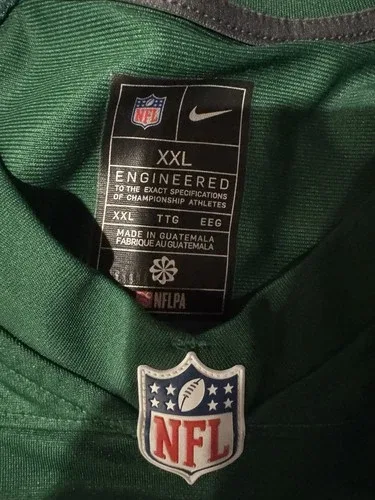 NFL
XXL
ENGINEERED
TO THE EXACT SPECIFICATIONS
OF CHAMPIONSHIP ATHLETES
XXL TTG EEG
MADE IN GUATEMALA
FABRIQUE AU GUATEMALA
NFLPA
NFL